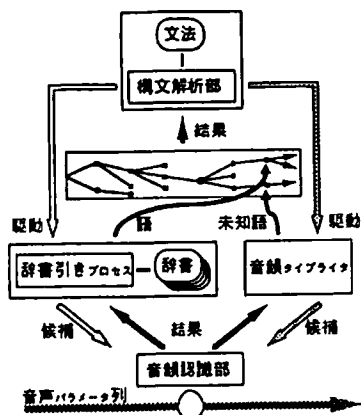 文法
構文解析部
結果
駆動
語
未知語
駆動
辞書引きプロセス
辞書
音韻タイプライタ
候補
結果
候補
音韻認識部
音声パラメータ列